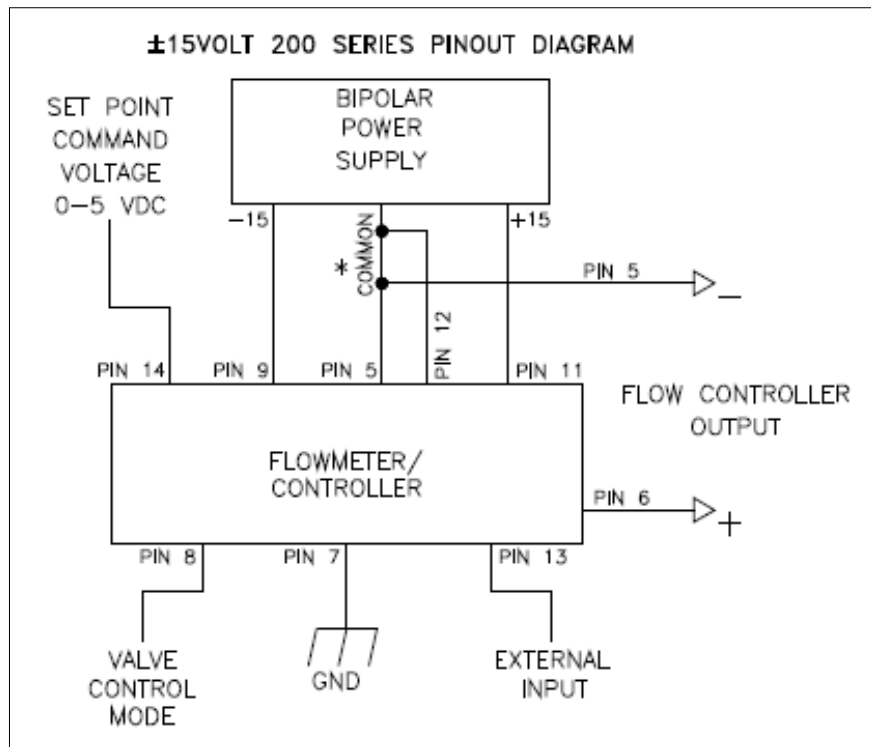 ±15VOLT 200 SERIES PINOUT DIAGRAM
SET POINT
COMMAND
VOLTAGE
0-5 VDC
BIPOLAR
POWER
SUPPLY
-15
* COMMON
+15
PIN 5
−
PIN 12
PIN 14
PIN 9
PIN 5
PIN 11
FLOW CONTROLLER
OUTPUT
FLOWMETER/
CONTROLLER
PIN 6
+
PIN 8
PIN 7
PIN 13
VALVE
CONTROL
MODE
GND
EXTERNAL
INPUT